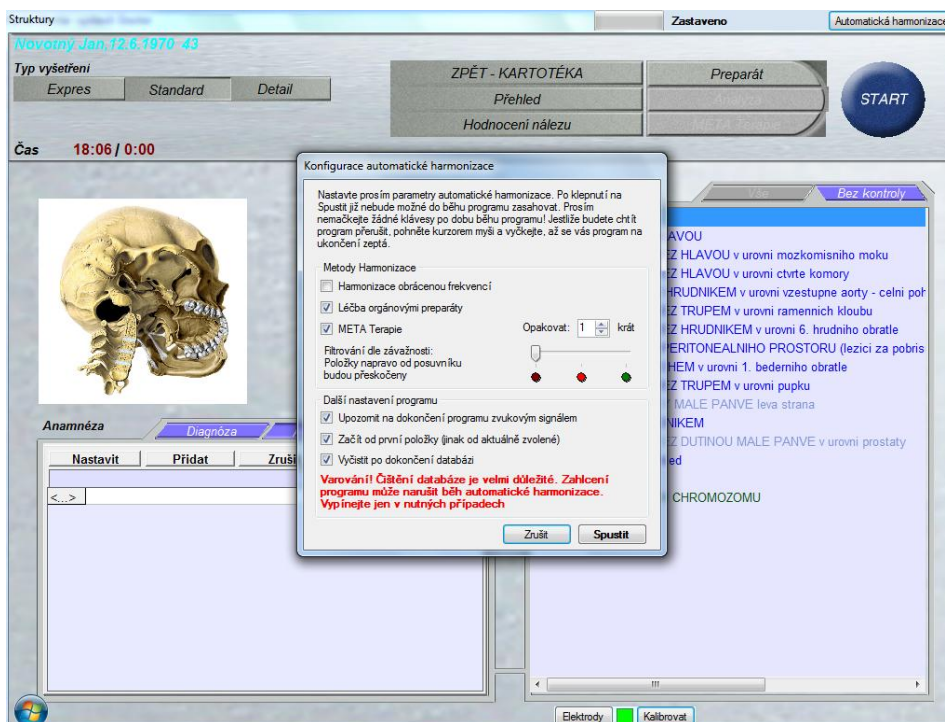 Struktury
Zastaveno
Automatická harmonizace
Novotný Jan,12.6.1970 43
Typ vyšetření
Expres
Standard
Detail
ZPĚT - KARTOTÉKA
Přehled
Hodnocení nálezu
Preparát
Analýza
META Terapie
START
Čas 18:06 / 0:00
Vše
Bez kontroly
Konfigurace automatické harmonizace
Nastavte prosím parametry automatické harmonizace. Po klepnutí na
Spustit již nebude možné do běhu programu zasahovat. Prosím
nemačkejte žádné klávesy po dobu běhu programu! Jestliže budete chtít
program přerušit, pohněte kurzorem myši a vyčkejte, až se vás program na
ukončení zeptá.
Metody Harmonizace
Harmonizace obrácenou frekvencí
Léčba orgánovými preparáty
META Terapie
Opakovat: 1 krát
Filtrování dle závažnosti:
Položky napravo od posuvníku
budou přeskočeny
Další nastavení programu
Upozornit na dokončení programu zvukovým signálem
Začít od první položky (jinak od aktuálně zvolené)
Vyčistit po dokončení databázi
Varování! Čištění databáze je velmi důležité. Zahlcení
programu může narušit běh automatické harmonizace.
Vypínejte jen v nutných případech
Zrušit
Spustit
AVOU
EZ HLAVOU v urovni mozkomisniho moku
EZ HLAVOU v urovni ctvrte komory
HRUDNIKEM v urovni vzestupne aorty - celni poh
EZ TRUPEM v urovni ramennich kloubu
EZ HRUDNIKEM v urovni 6. hrudniho obratle
PERITONEALNIHO PROSTORU (lezici za pobris
HEM v urovni 1. bederniho obratle
EZ TRUPEM v urovni pupku
MALE PANVE leva strana
NIKEM
Z DUTINOU MALE PANVE v urovni prostaty
ed
CHROMOZOMU
Anamnéza
Diagnóza
Nastavit
Přidat
Zruši
<...>
Elektrody
Kalibrovat